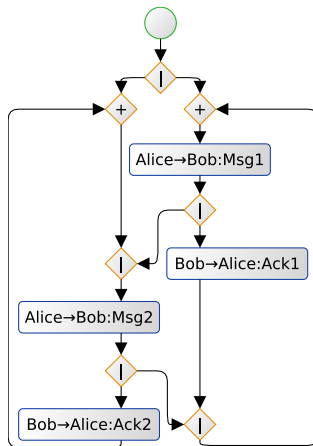 |
+
+
Alice→Bob:Msg1
|
|
Bob→Alice:Ack1
Alice→Bob:Msg2
|
Bob→Alice:Ack2
|